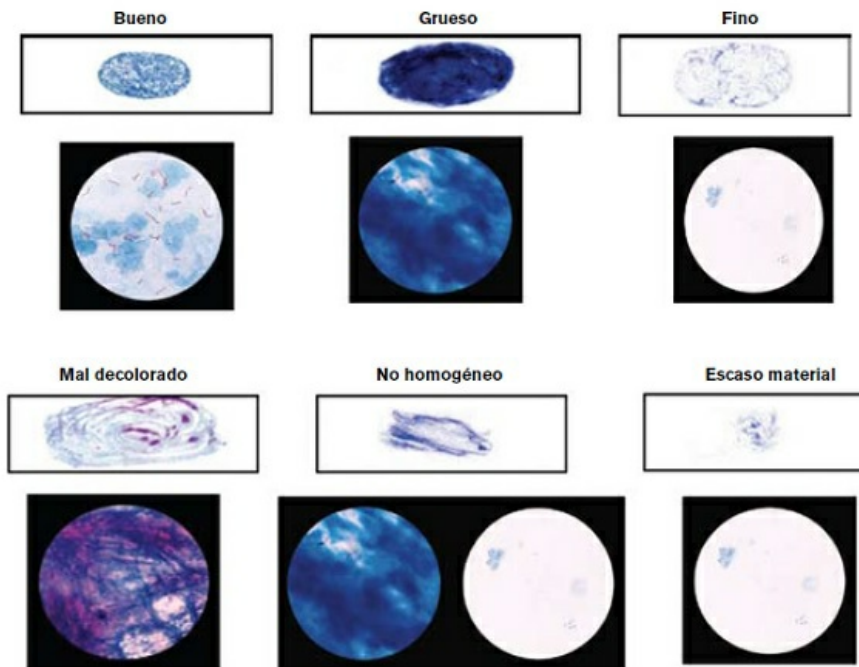 Bueno
Grueso
Fino
Mal decolorado
No homogéneo
Escaso material